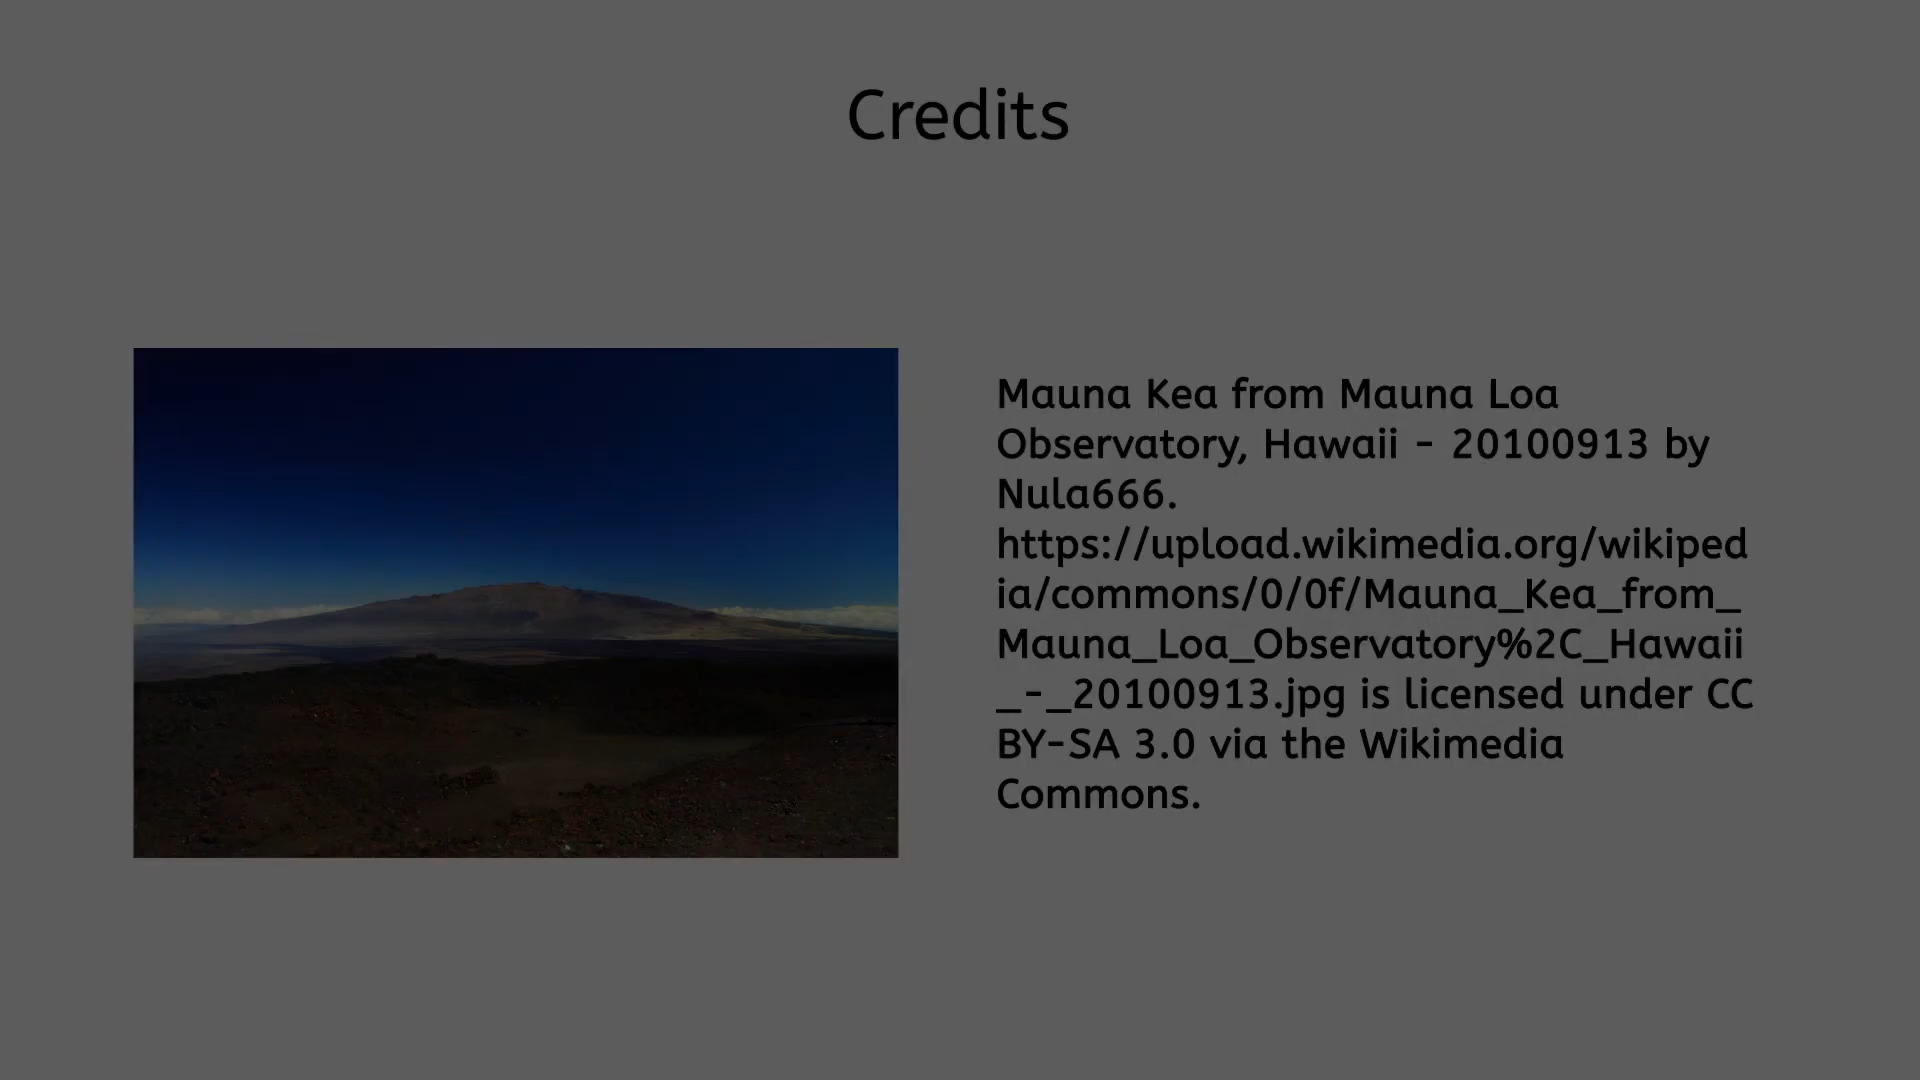 Credits
Mauna Kea from Mauna Loa
Observatory, Hawaii - 20100913 by
Nula666.
https://upload.wikimedia.org/wikiped
ia/commons/0/0f/Mauna_Kea_from_
Mauna_Loa_Observatory%2C_Hawaii
_-_20100913.jpg is licensed under CC
BY-SA 3.0 via the Wikimedia
Commons.